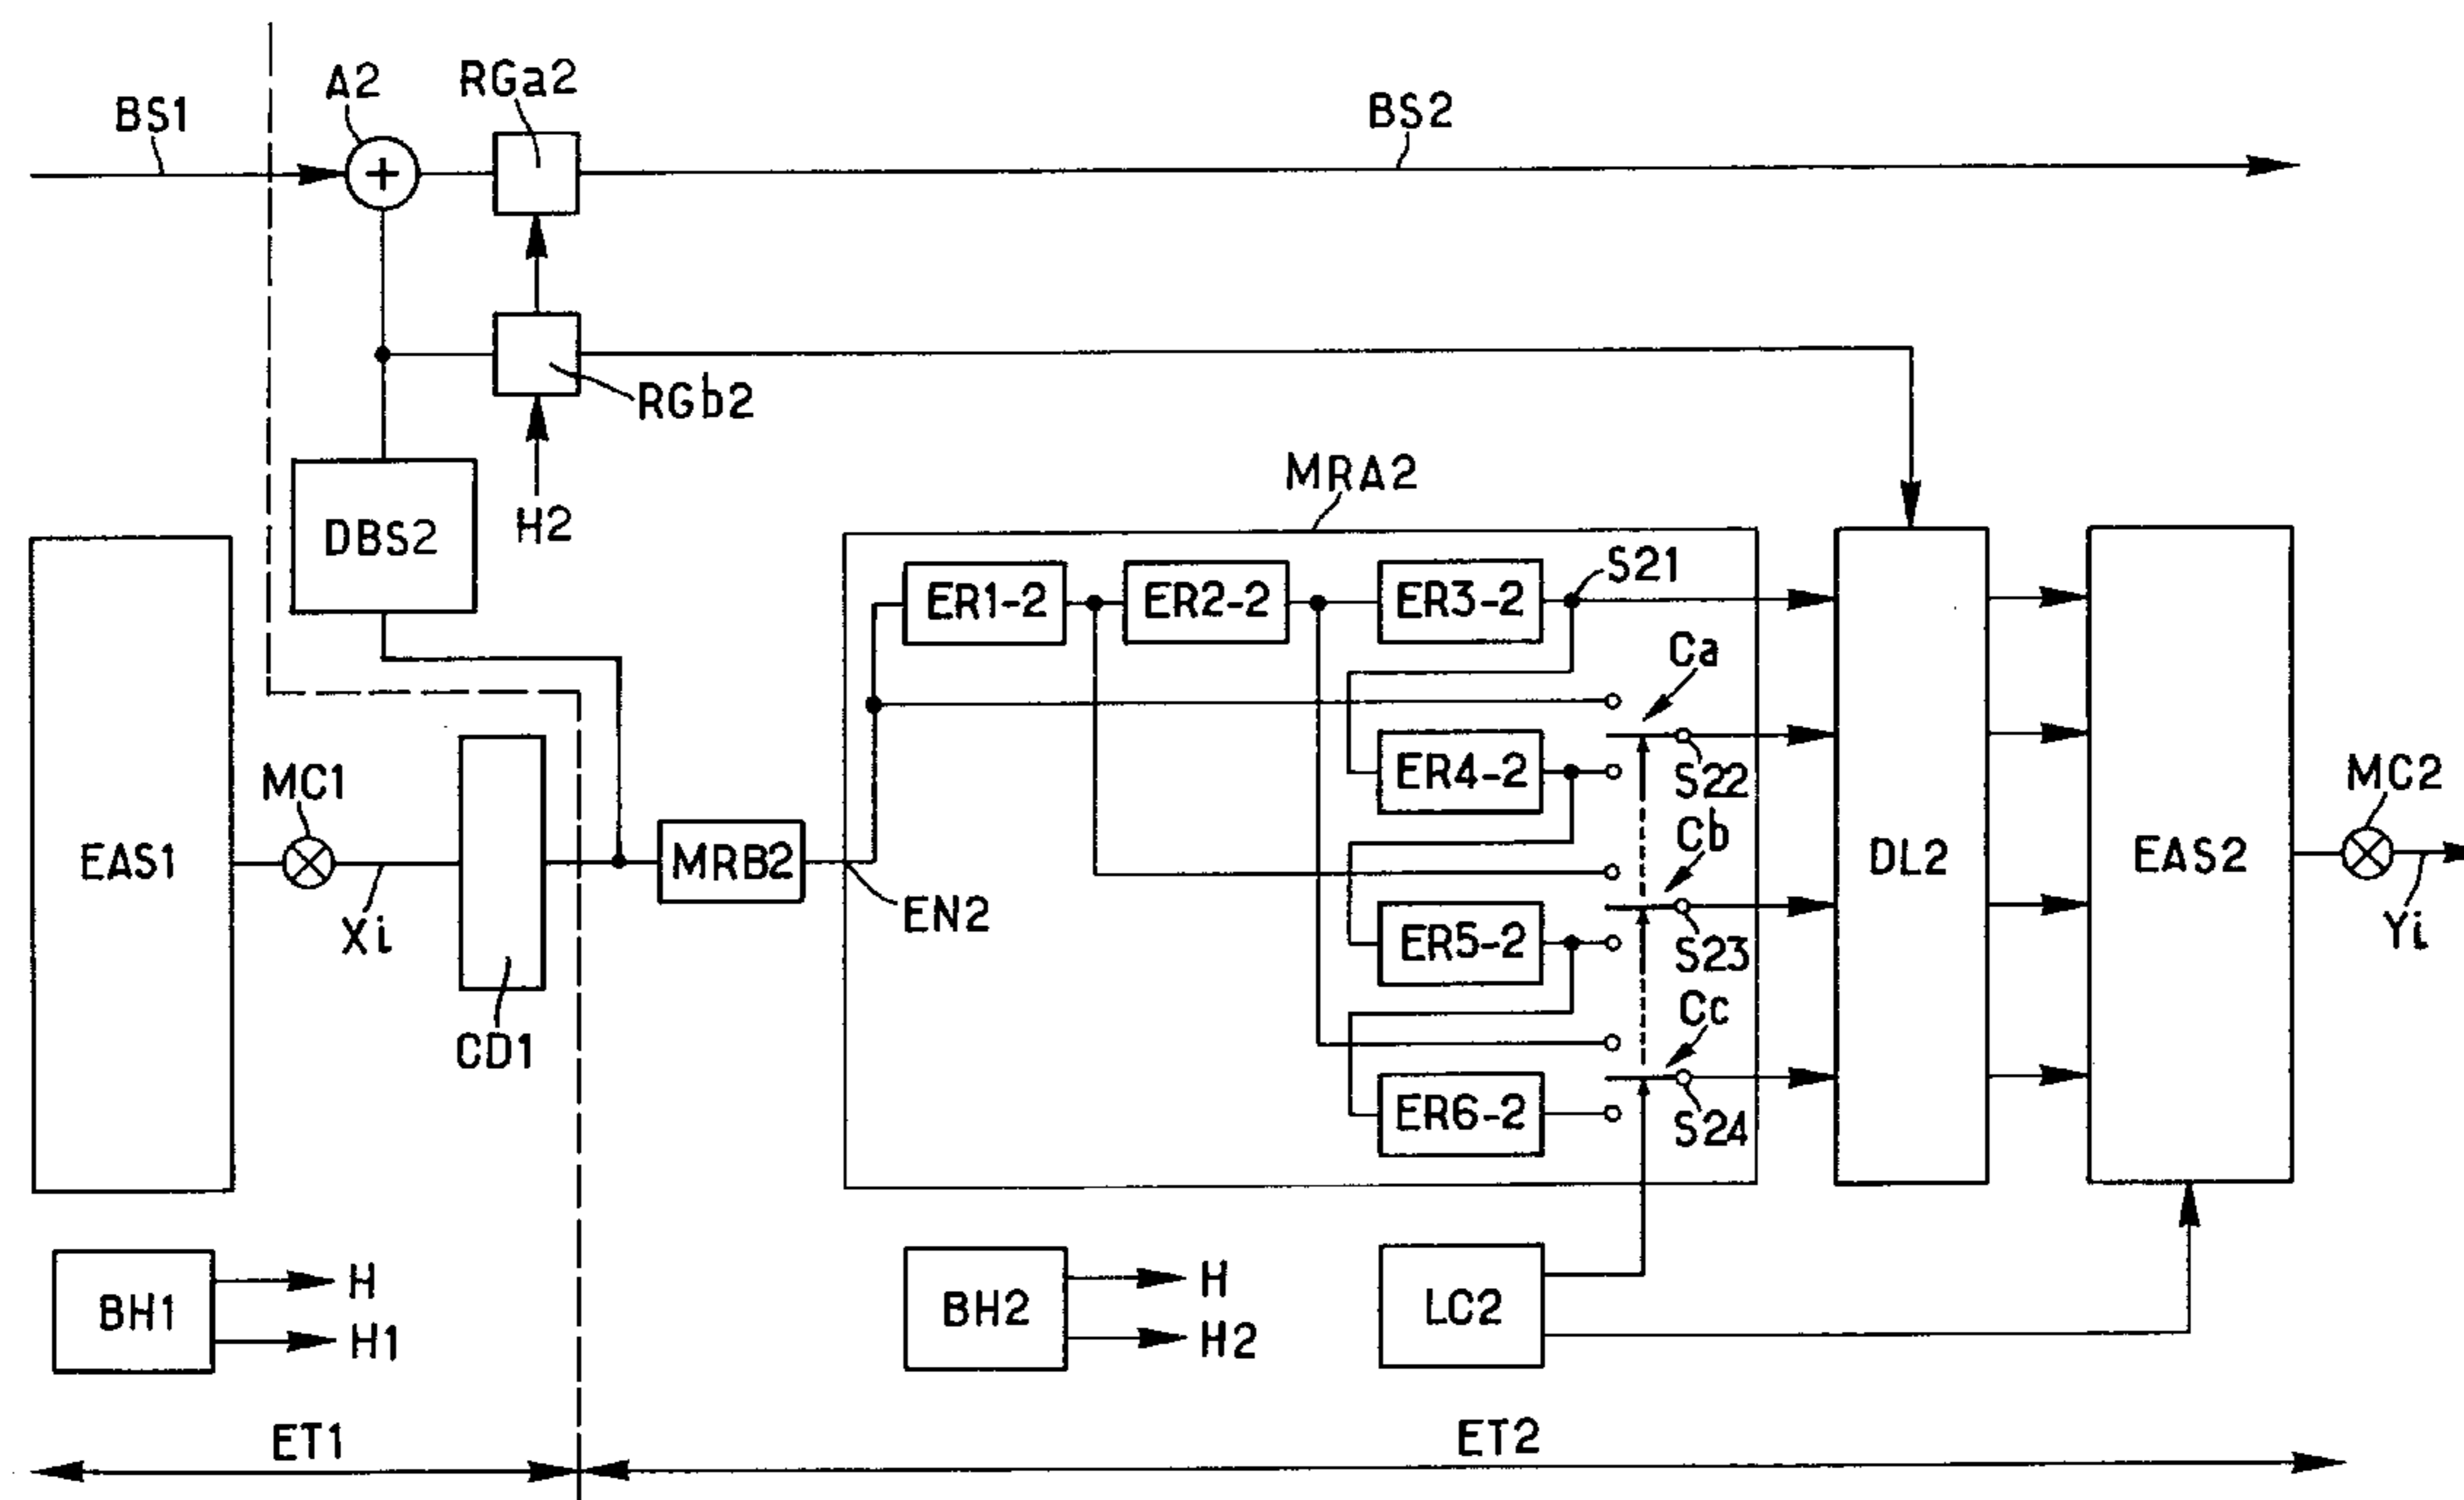 BS1
A2
RGa2
BS2
RGb2
H2
DBS2
MRA2
ER1-2
ER2-2
ER3-2
S21
Ca
ER4-2
S22
Cb
EAS1
MC1
Xi
CD1
MRB2
EN2
ER5-2
S23
Cc
ER6-2
S24
DL2
EAS2
MC2
Yi
BH1
H
H1
BH2
H
H2
LC2
ET1
ET2